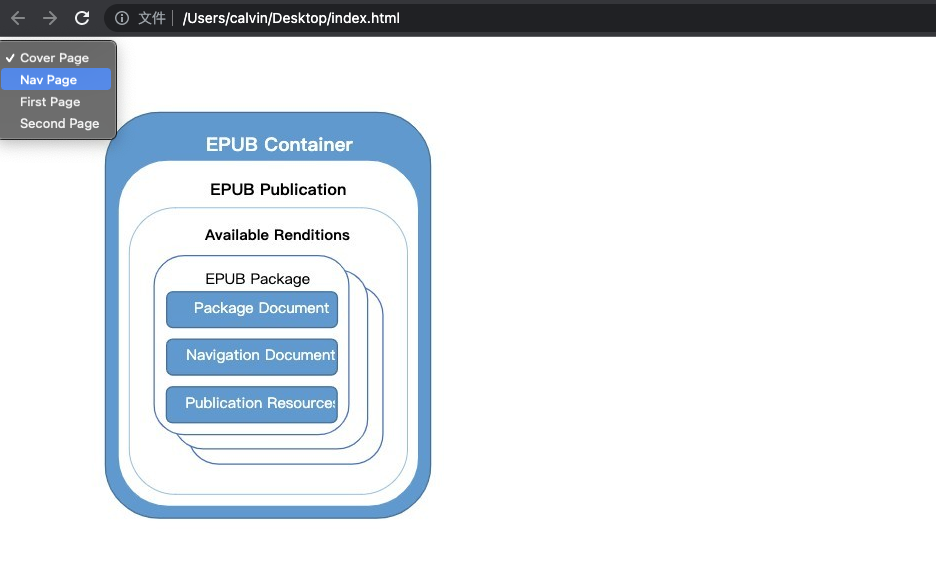 文件 /Users/calvin/Desktop/index.html
✓ Cover Page
Nav Page
First Page
Second Page
EPUB Container
EPUB Publication
Available Renditions
EPUB Package
Package Document
Navigation Document
Publication Resources